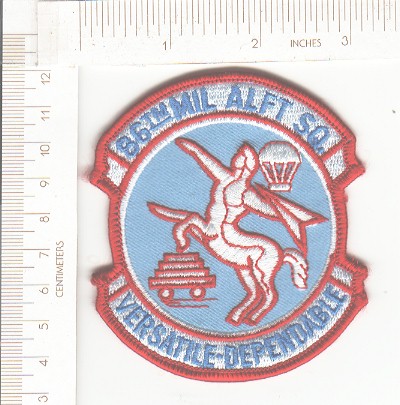 1 2 INCHES 3
12
11
10
9
8
7
6
5
4
3
CENTIMETERS
86TH MIL ALFT SQ.
VERSATILE-DEPENDABLE